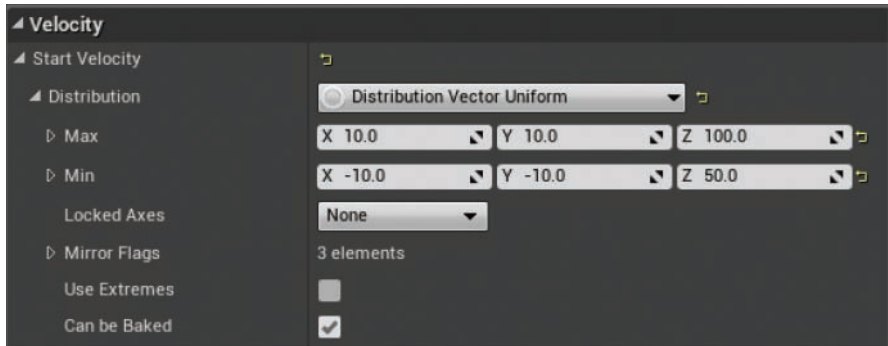 Velocity
Start Velocity
Distribution Distribution Vector Uniform
Max X 10.0 Y 10.0 Z 100.0
Min X -10.0 Y -10.0 Z 50.0
Locked Axes None
Mirror Flags 3 elements
Use Extremes
Can be Baked